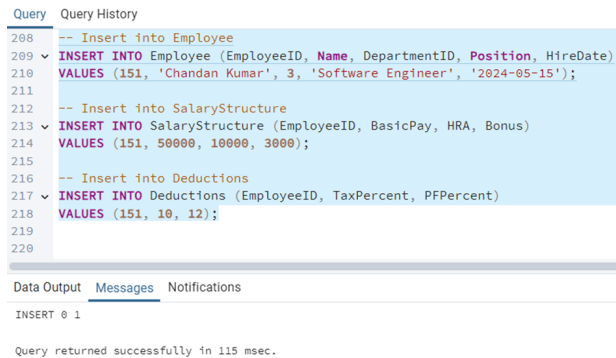 Query Query History
208 -- Insert into Employee
209 INSERT INTO Employee (EmployeeID, Name, DepartmentID, Position, HireDate)
210 VALUES (151, 'Chandan Kumar', 3, 'Software Engineer', '2024-05-15');
211
212 -- Insert into SalaryStructure
213 INSERT INTO SalaryStructure (EmployeeID, BasicPay, HRA, Bonus)
214 VALUES (151, 50000, 10000, 3000);
215
216 -- Insert into Deductions
217 INSERT INTO Deductions (EmployeeID, TaxPercent, PFPercent)
218 VALUES (151, 10, 12);
219
220
Data Output Messages Notifications
INSERT 0 1
Query returned successfully in 115 msec.